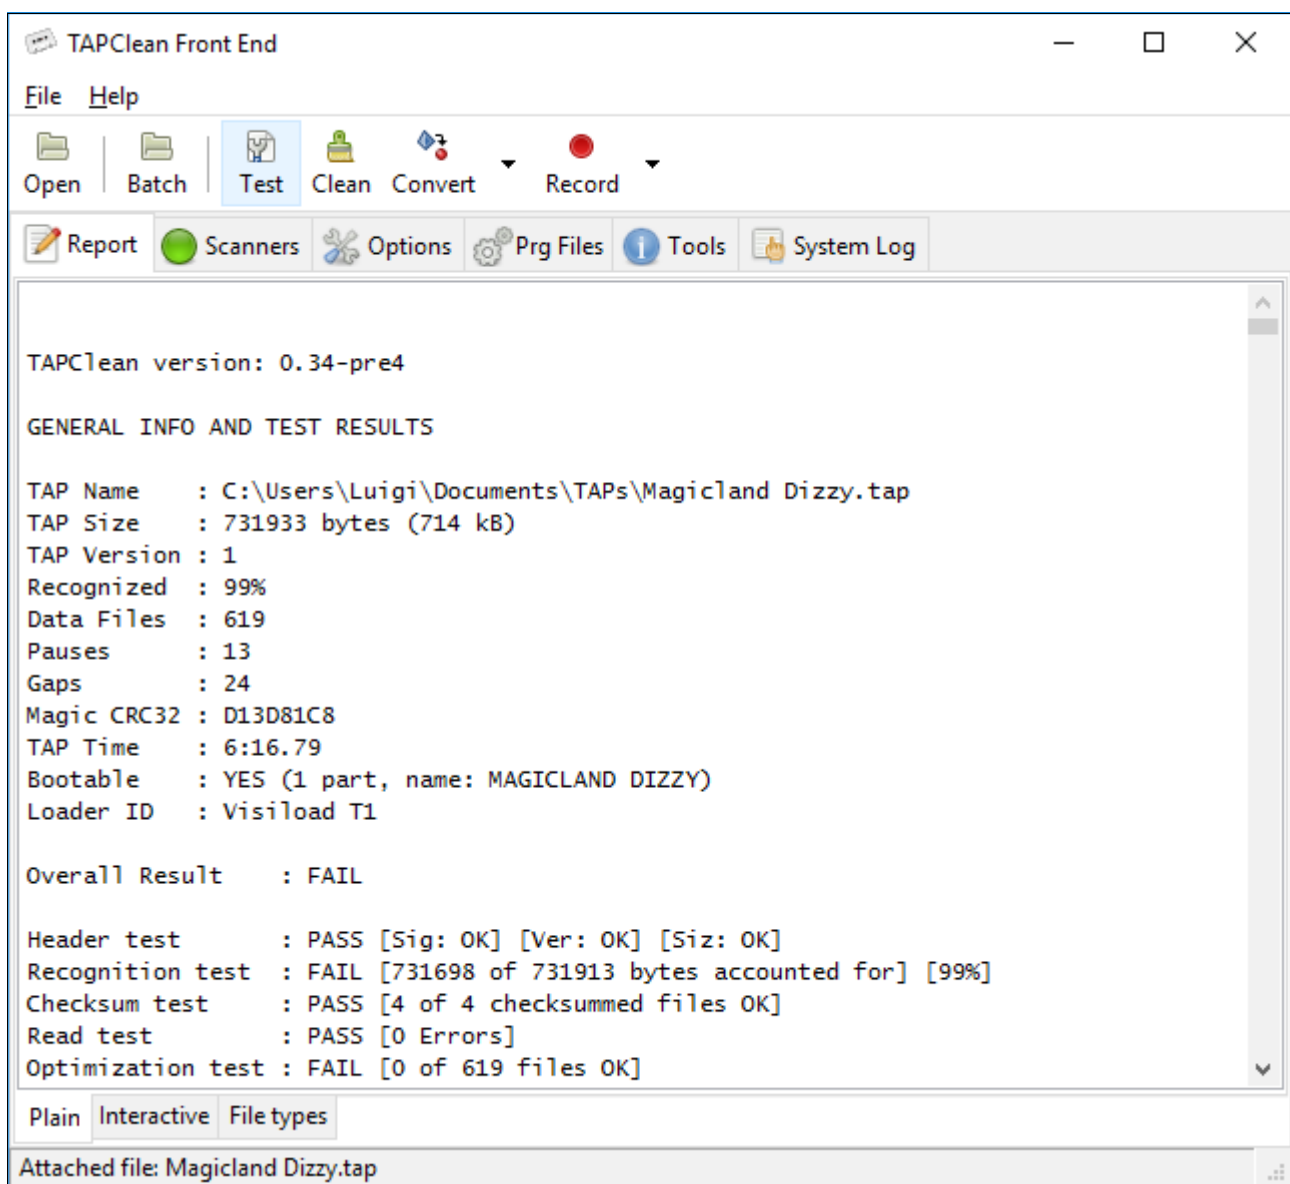 TAPClean Front End
File Help
Open Batch Test Clean Convert Record
Report Scanners Options Prg Files Tools System Log
TAPClean version: 0.34-pre4
GENERAL INFO AND TEST RESULTS
TAP Name : C:\Users\Luigi\Documents\TAPs\Magicland Dizzy.tap
TAP Size : 731933 bytes (714 kB)
TAP Version : 1
Recognized : 99%
Data Files : 619
Pauses : 13
Gaps : 24
Magic CRC32 : D13D81C8
TAP Time : 6:16.79
Bootable : YES (1 part, name: MAGICLAND DIZZY)
Loader ID : Visiload T1
Overall Result : FAIL
Header test : PASS [Sig: OK] [Ver: OK] [Siz: OK]
Recognition test : FAIL [731698 of 731913 bytes accounted for] [99%]
Checksum test : PASS [4 of 4 checksummed files OK]
Read test : PASS [0 Errors]
Optimization test : FAIL [0 of 619 files OK]
Plain Interactive File types
Attached file: Magicland Dizzy.tap